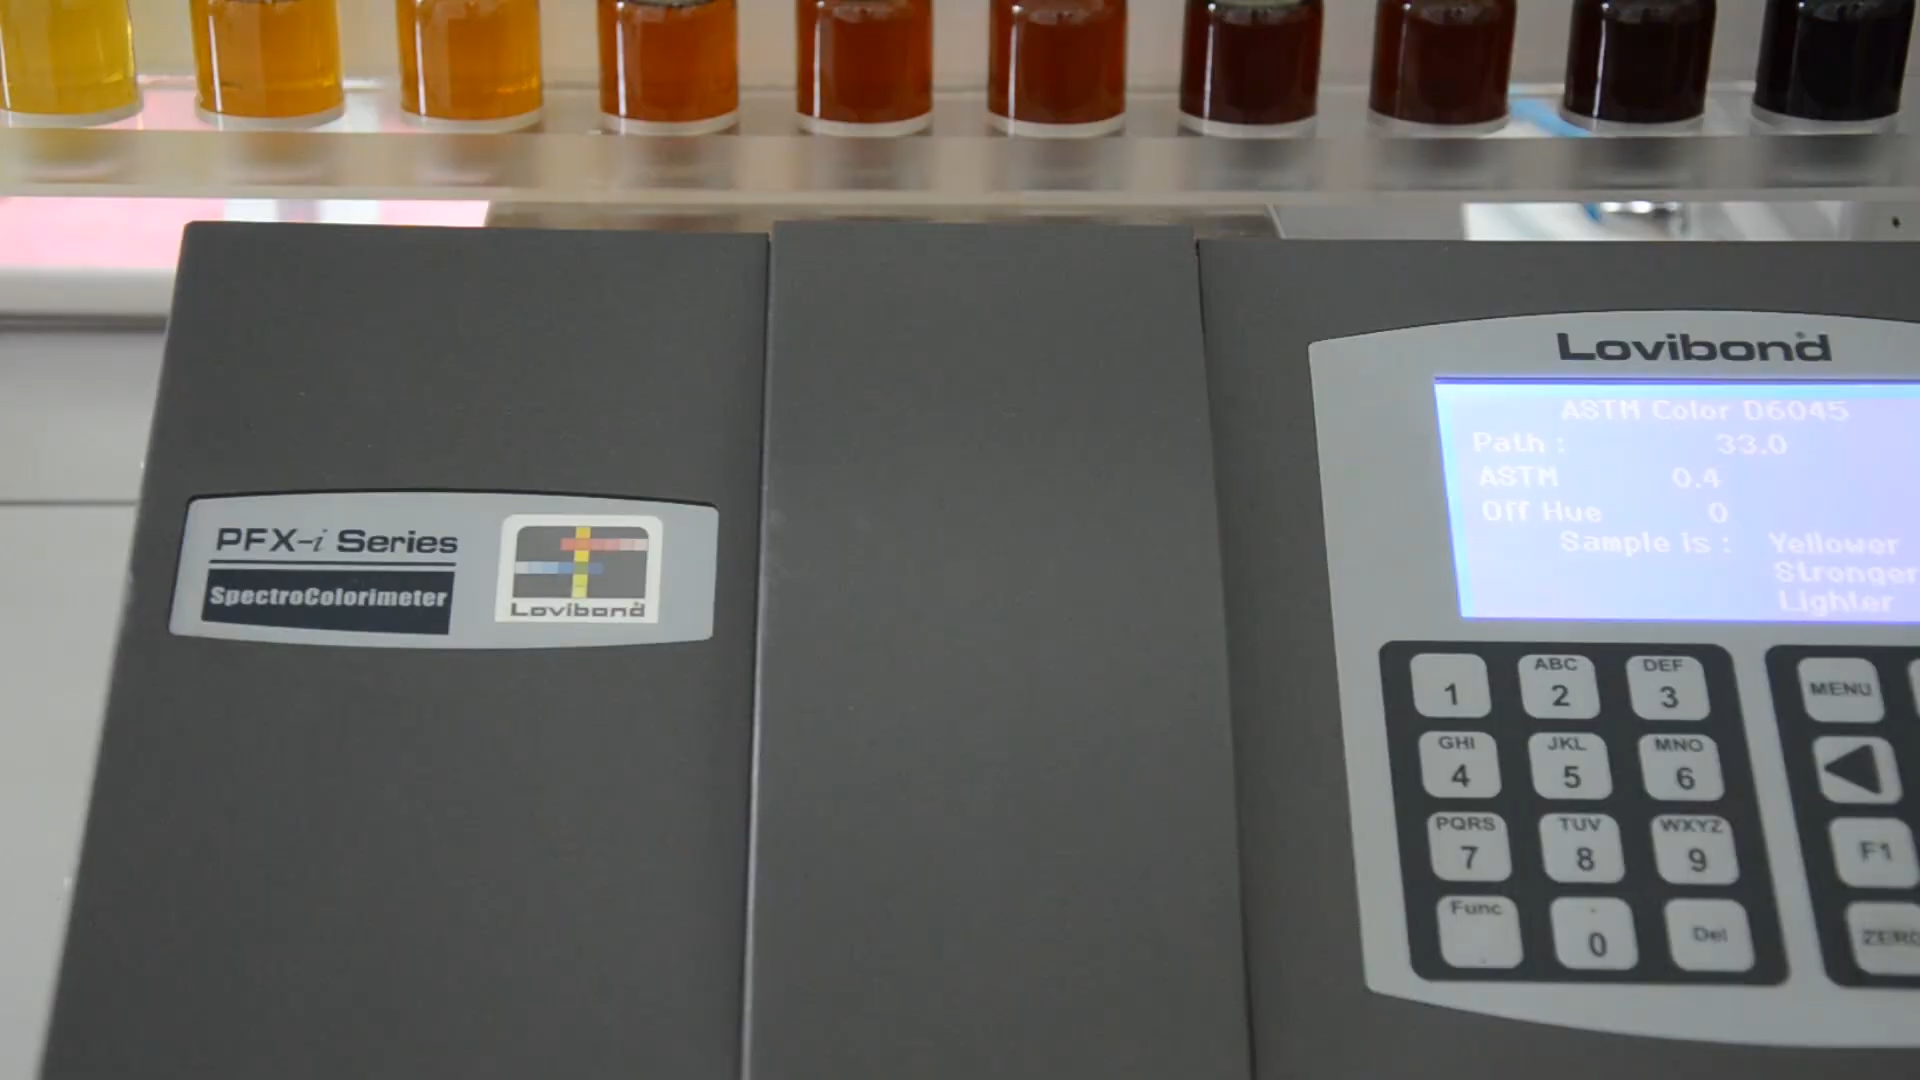 Lovibond
ASTM Color D6045
Path : 33.0
ASTM 0.4
Off Hue 0
Sample is : Yellower
Stronger
Lighter
PFX-i Series
SpectroColorimeter
Lovibond
1
ABC
2
DEF
3
MENU
GHI
4
JKL
5
MNO
6
PQRS
7
TUV
8
WXYZ
9
F1
Func
0
Del
ZERO